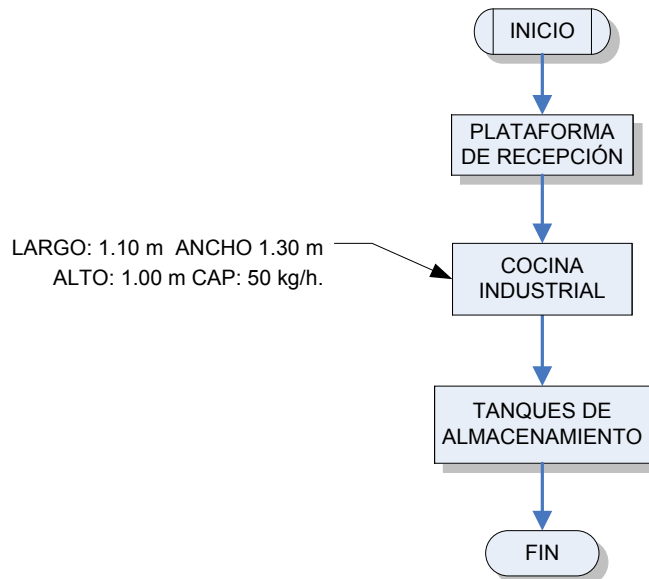 INICIO
PLATAFORMA
DE RECEPCIÓN
LARGO: 1.10 m ANCHO 1.30 m
ALTO: 1.00 m CAP: 50 kg/h.
COCINA
INDUSTRIAL
TANQUES DE
ALMACENAMIENTO
FIN